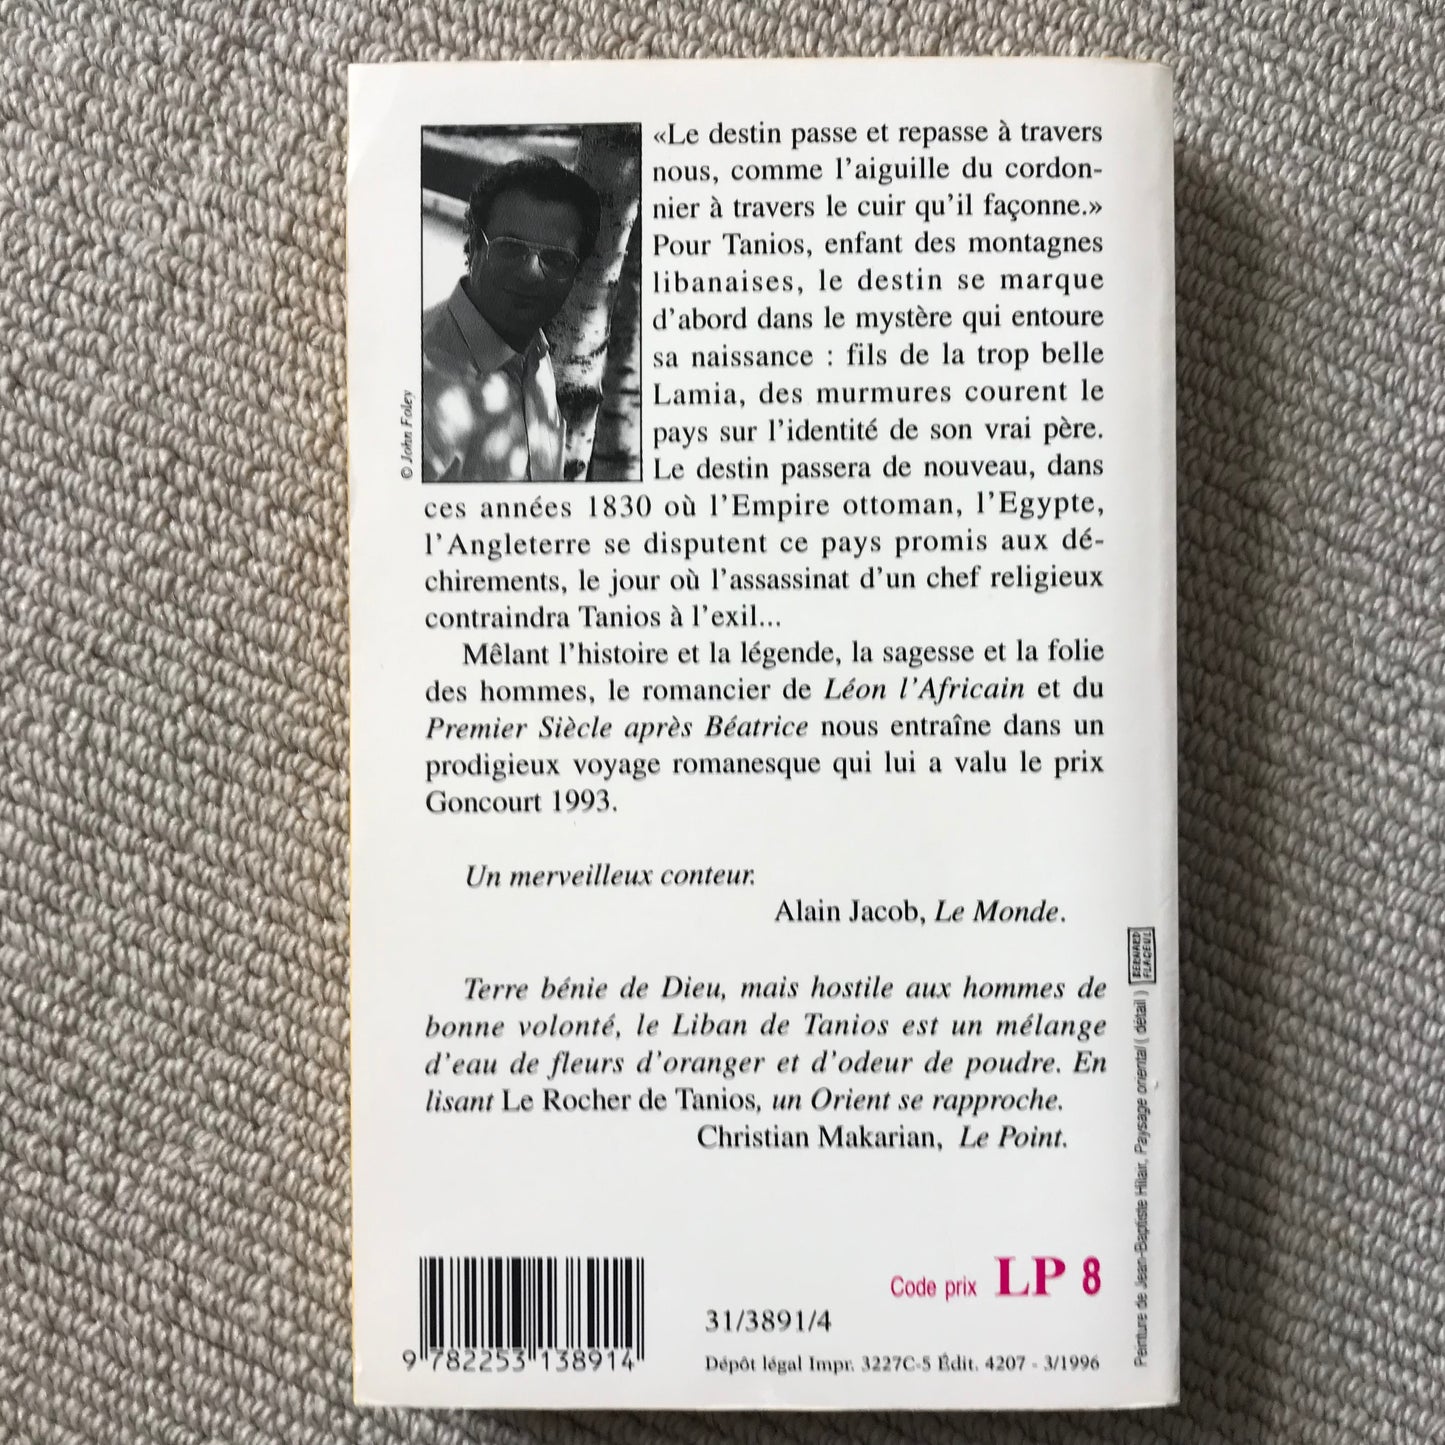 «Le destin passe et repasse à travers
nous, comme l'aiguille du cordon-
nier à travers le cuir qu'il façonne.»
Pour Tanios, enfant des montagnes
libanaises, le destin se marque
d'abord dans le mystère qui entoure
sa naissance : fils de la trop belle
Lamia, des murmures courent le
pays sur l'identité de son vrai père.
Le destin passera de nouveau, dans
ces années 1830 où l'Empire ottoman, l'Egypte,
l'Angleterre se disputent ce pays promis aux dé-
chirements, le jour où l'assassinat d'un chef religieux
contraindra Tanios à l'exil...
Mêlant l'histoire et la légende, la sagesse et la folie
des hommes, le romancier de Léon l'Africain et du
Premier Siècle après Béatrice nous entraîne dans un
prodigieux voyage romanesque qui lui a valu le prix
Goncourt 1993.
Un merveilleux conteur.
Alain Jacob, Le Monde.
Terre bénie de Dieu, mais hostile aux hommes de
bonne volonté, le Liban de Tanios est un mélange
d'eau de fleurs d'oranger et d'odeur de poudre. En
lisant Le Rocher de Tanios, un Orient se rapproche.
Christian Makarian, Le Point.
© John Foley
Code prix LP 8
31/3891/4
Dépôt légal Impr. 3227C-5 Édit. 4207 - 3/1996
9 782253 138914
Peinture de Jean-Baptiste Hilair, Paysage oriental ( détail )
BERNARD
FLAGEUL